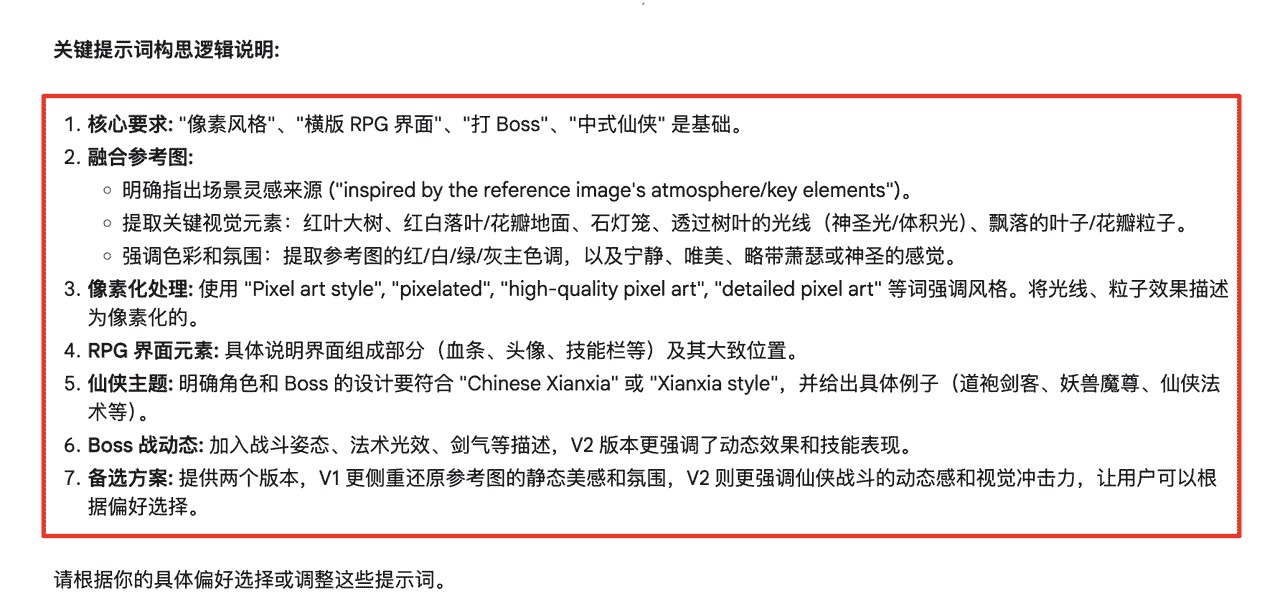 关键提示词构思逻辑说明:
1. 核心要求: "像素风格"、"横版 RPG 界面"、"打 Boss"、"中式仙侠" 是基础。
2. 融合参考图:
○ 明确指出场景灵感来源 ("inspired by the reference image's atmosphere/key elements")。
○ 提取关键视觉元素：红叶大树、红白落叶/花瓣地面、石灯笼、透过树叶的光线（神圣光/体积光）、飘落的叶子/花瓣粒子。
○ 强调色彩和氛围：提取参考图的红/白/绿/灰主色调，以及宁静、唯美、略带萧瑟或神圣的感觉。
3. 像素化处理: 使用 "Pixel art style", "pixelated", "high-quality pixel art", "detailed pixel art" 等词强调风格。将光线、粒子效果描述
为像素化的。
4. RPG 界面元素: 具体说明界面组成部分（血条、头像、技能栏等）及其大致位置。
5. 仙侠主题: 明确角色和 Boss 的设计要符合 "Chinese Xianxia" 或 "Xianxia style"，并给出具体例子（道袍剑客、妖兽魔尊、仙侠法
术等）。
6. Boss 战动态: 加入战斗姿态、法术光效、剑气等描述，V2 版本更强调了动态效果和技能表现。
7. 备选方案: 提供两个版本，V1 更侧重还原参考图的静态美感和氛围，V2 则更强调仙侠战斗的动态感和视觉冲击力，让用户可以根
据偏好选择。
请根据你的具体偏好选择或调整这些提示词。